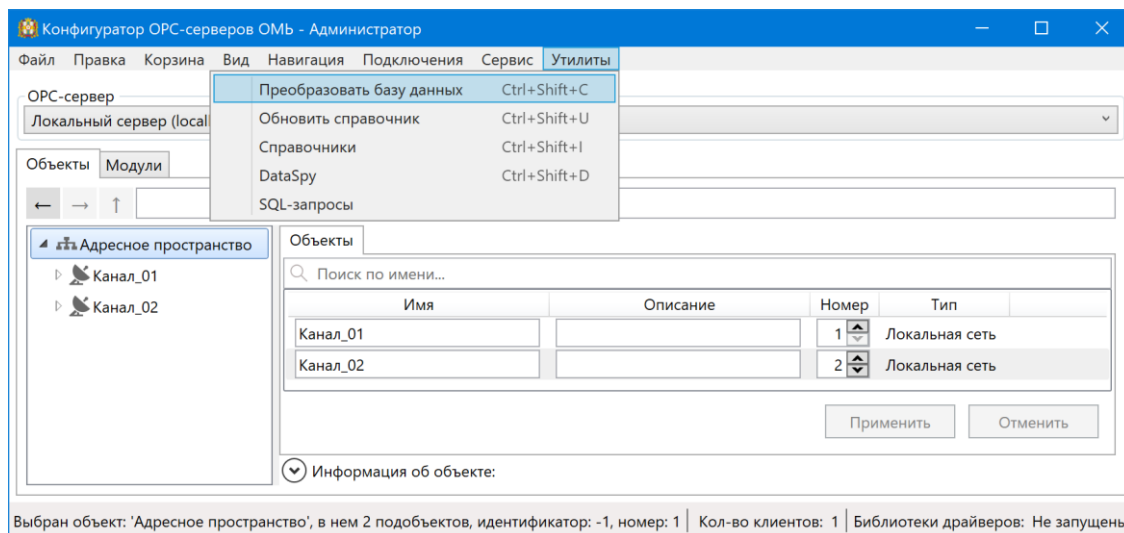 Конфигуратор OPC-серверов ОМЬ - Администратор
Файл Правка Корзина Вид Навигация Подключения Сервис Утилиты
Преобразовать базу данных Ctrl+Shift+C
OPC-сервер
Локальный сервер (local
Обновить справочник Ctrl+Shift+U
Справочники Ctrl+Shift+I
Объекты Модули
DataSpy Ctrl+Shift+D
SQL-запросы
Адресное пространство
Объекты
Поиск по имени...
Канал_01
Канал_02
Имя Описание Номер Тип
Канал_01 1 Локальная сеть
Канал_02 2 Локальная сеть
Применить Отменить
Информация об объекте:
Выбран объект: 'Адресное пространство', в нем 2 подобъектов, идентификатор: -1, номер: 1 Кол-во клиентов: 1 Библиотеки драйверов: Не запущены